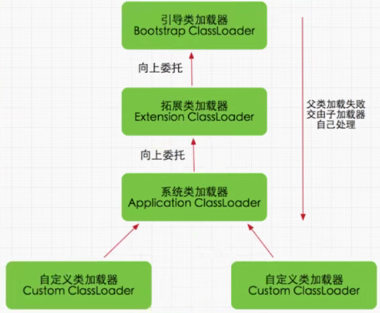 引导类加载器
Bootstrap ClassLoader
向上委托
拓展类加载器
Extension ClassLoader
父类加载失败
交由子加载器
自己处理
向上委托
系统类加载器
Application ClassLoader
自定义类加载器
Custom ClassLoader
自定义类加载器
Custom ClassLoader